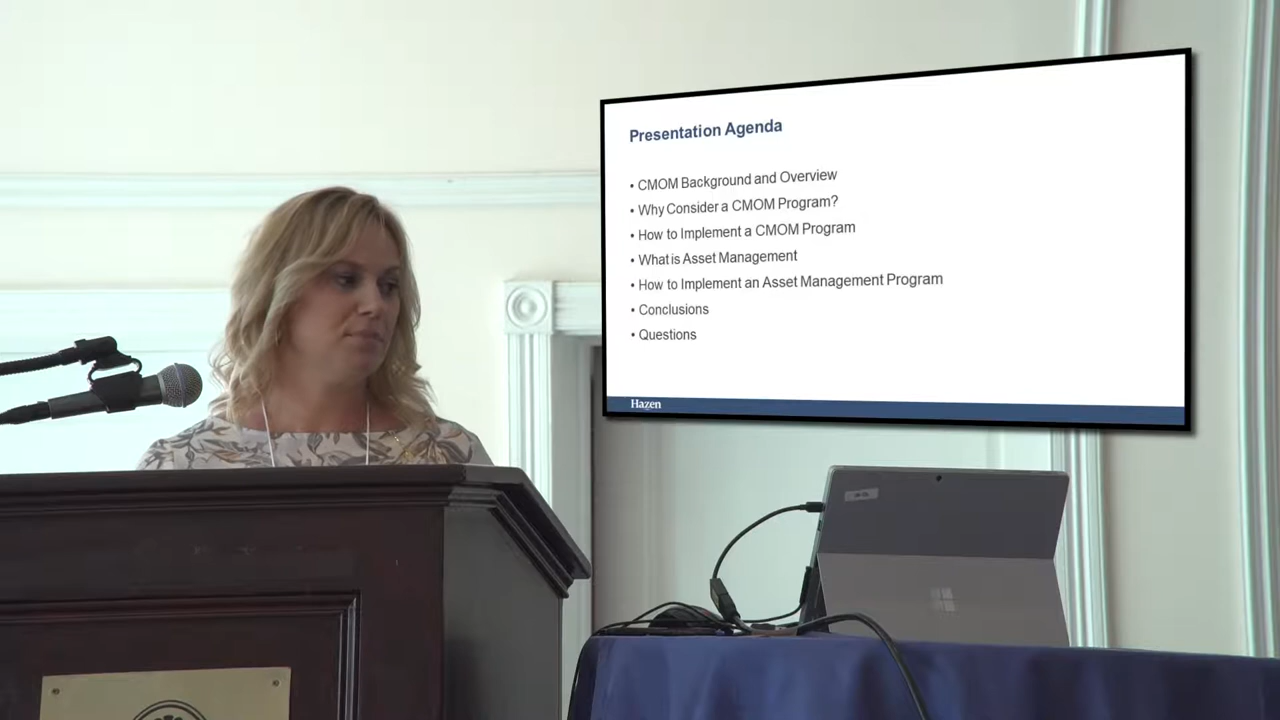 Presentation Agenda
• CMOM Background and Overview
• Why Consider a CMOM Program?
• How to Implement a CMOM Program
• What is Asset Management
• How to Implement an Asset Management Program
• Conclusions
• Questions
Hazen